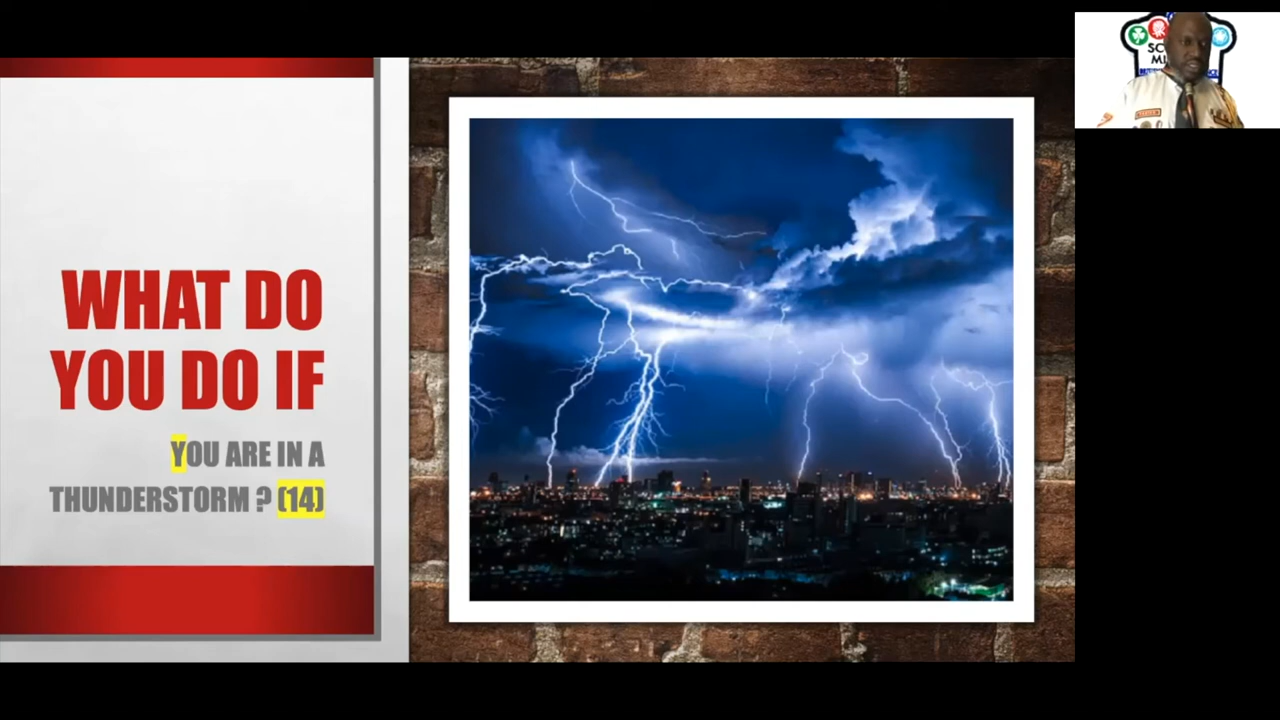 WHAT DO
YOU DO IF
YOU ARE IN A
THUNDERSTORM ? (14)